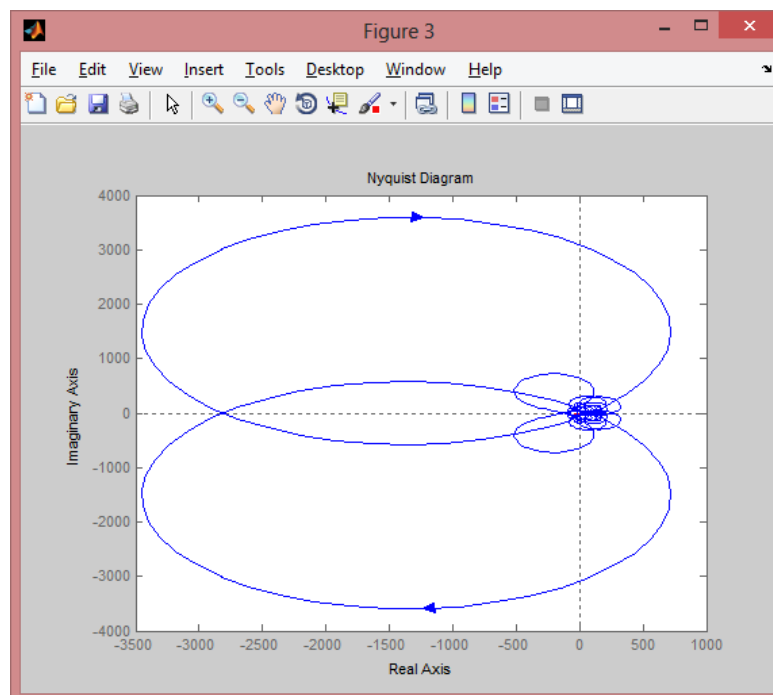 Figure 3
File Edit View Insert Tools Desktop Window Help
Nyquist Diagram
4000
3000
2000
1000
0
-1000
-2000
-3000
-4000
Imaginary Axis
-3500 -3000 -2500 -2000 -1500 -1000 -500 0 500 1000
Real Axis